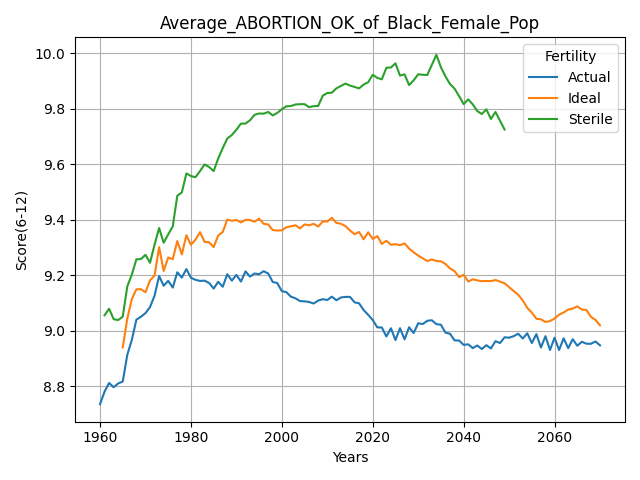 Average_ABORTION_OK_of_Black_Female_Pop
Fertility
Actual
Ideal
Sterile
Score(6-12)
10.0
9.8
9.6
9.4
9.2
9.0
8.8
1960
1980
2000
2020
2040
2060
Years